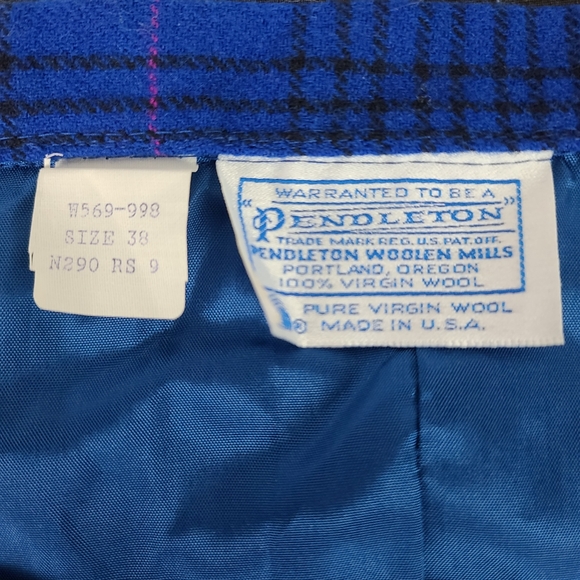 W569-998
SIZE 38
N290 RS 9
WARRANTED TO BE A
"PENDLETON"
TRADE MARK REG. U.S. PAT. OFF.
PENDLETON WOOLEN MILLS
PORTLAND, OREGON
100% VIRGIN WOOL
PURE VIRGIN WOOL
® MADE IN U.S.A.